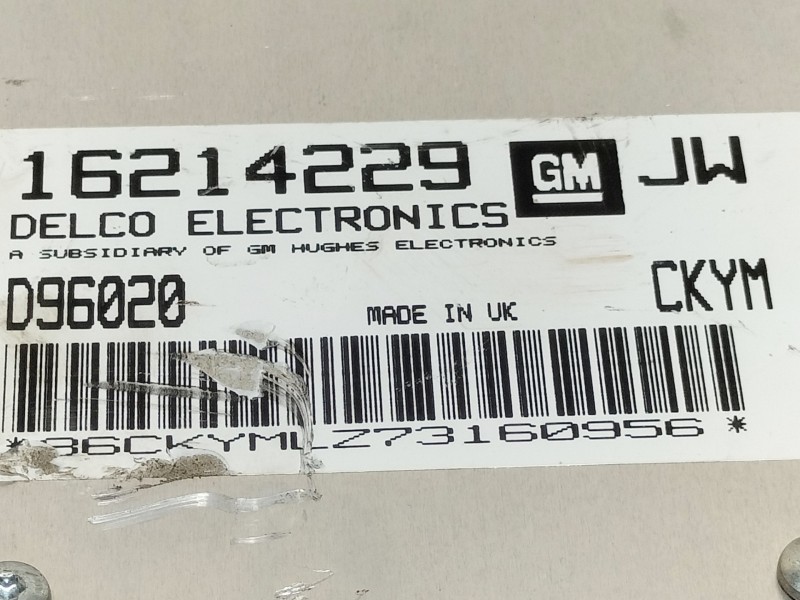 16214229 GM JW
DELCO ELECTRONICS
A SUBSIDIARY OF GM HUGHES ELECTRONICS
D96020 MADE IN UK CKYM
*36CKYMLZ73160956*